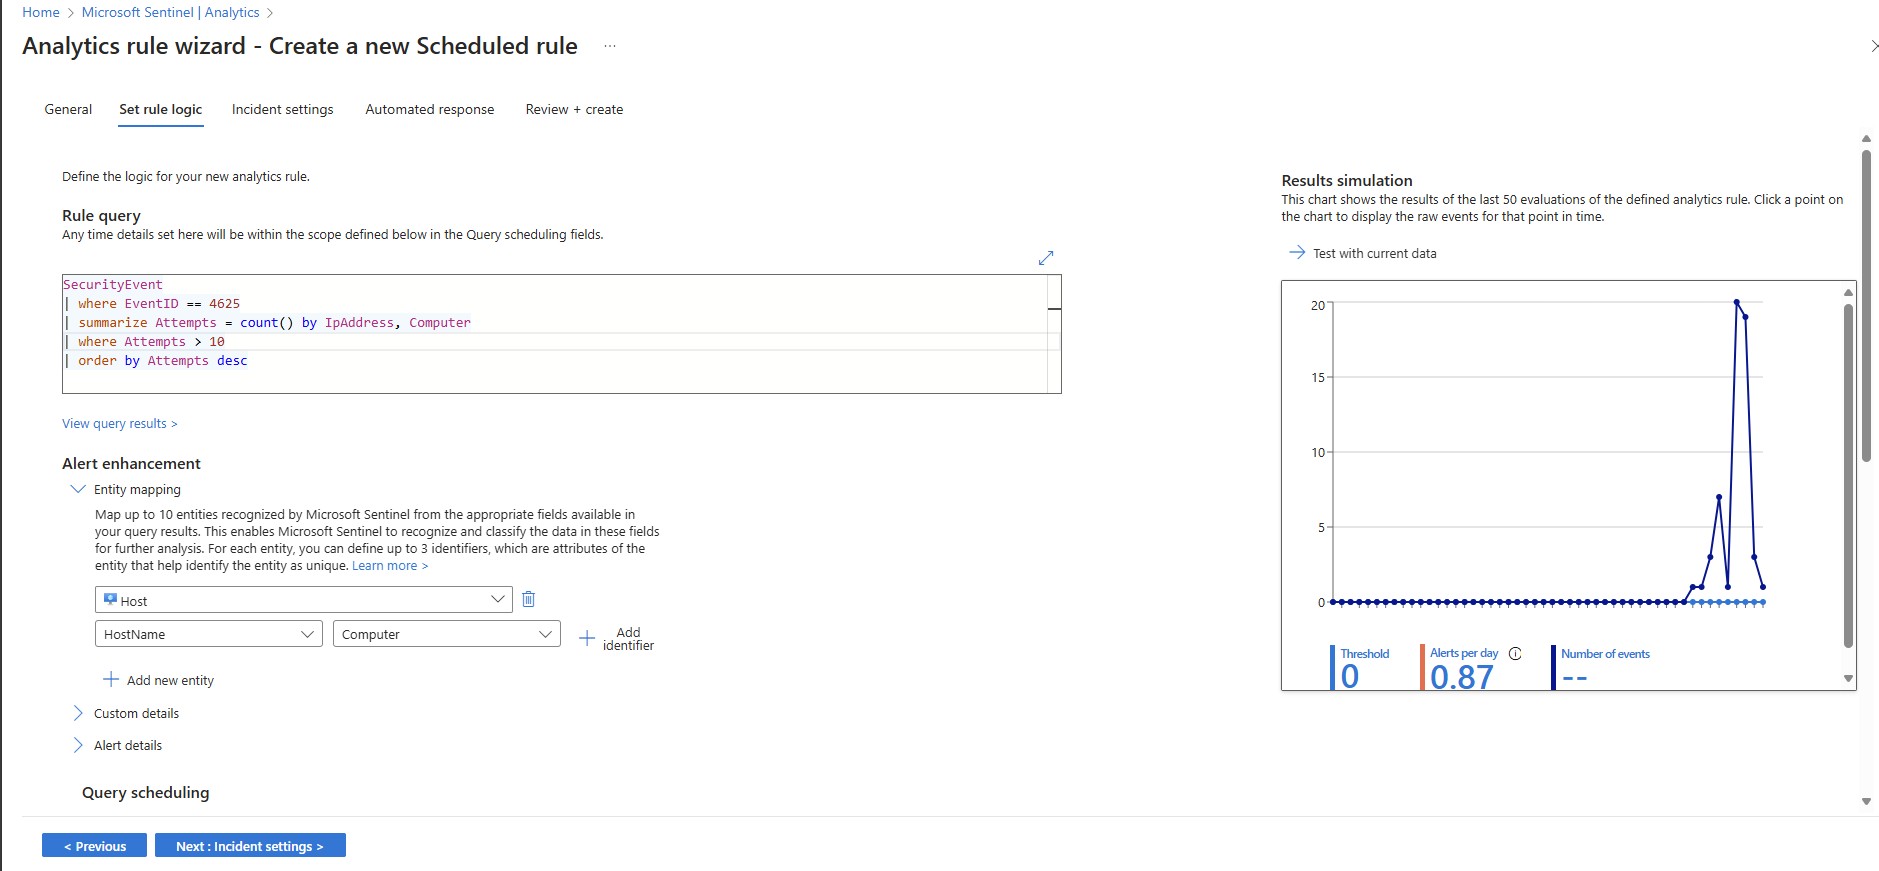 Home > Microsoft Sentinel | Analytics >
Analytics rule wizard - Create a new Scheduled rule ...
General Set rule logic Incident settings Automated response Review + create
Define the logic for your new analytics rule.
Rule query
Any time details set here will be within the scope defined below in the Query scheduling fields.
SecurityEvent
| where EventID == 4625
| summarize Attempts = count() by IpAddress, Computer
| where Attempts > 10
| order by Attempts desc
View query results >
Alert enhancement
Entity mapping
Map up to 10 entities recognized by Microsoft Sentinel from the appropriate fields available in
your query results. This enables Microsoft Sentinel to recognize and classify the data in these fields
for further analysis. For each entity, you can define up to 3 identifiers, which are attributes of the
entity that help identify the entity as unique. Learn more >
Host
HostName Computer Add
identifier
Add new entity
Custom details
Alert details
Query scheduling
< Previous Next : Incident settings >
Results simulation
This chart shows the results of the last 50 evaluations of the defined analytics rule. Click a point on
the chart to display the raw events for that point in time.
Test with current data
20
15
10
5
0
Threshold Alerts per day Number of events
0 0.87 --